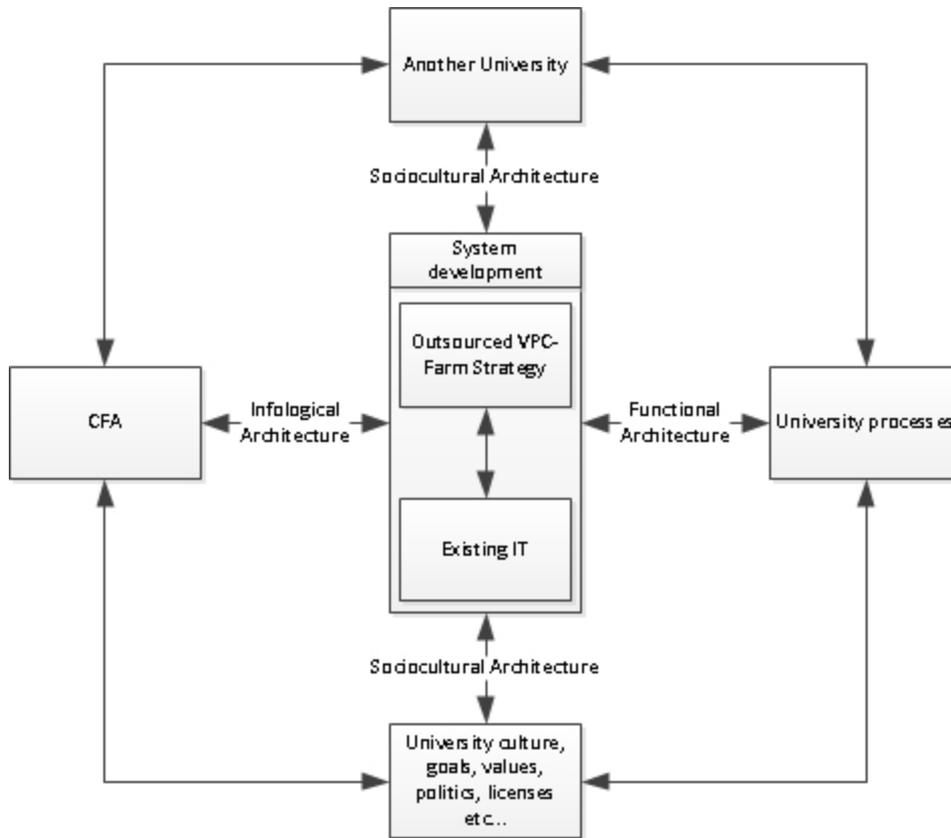 Another University
Sociocultural Architecture
System
development
Outsourced VPC-
Farm Strategy
CFA
Infological
Architecture
Functional
Architecture
University processes
Existing IT
Sociocultural Architecture
University culture,
goals, values,
politics, licenses
etc...